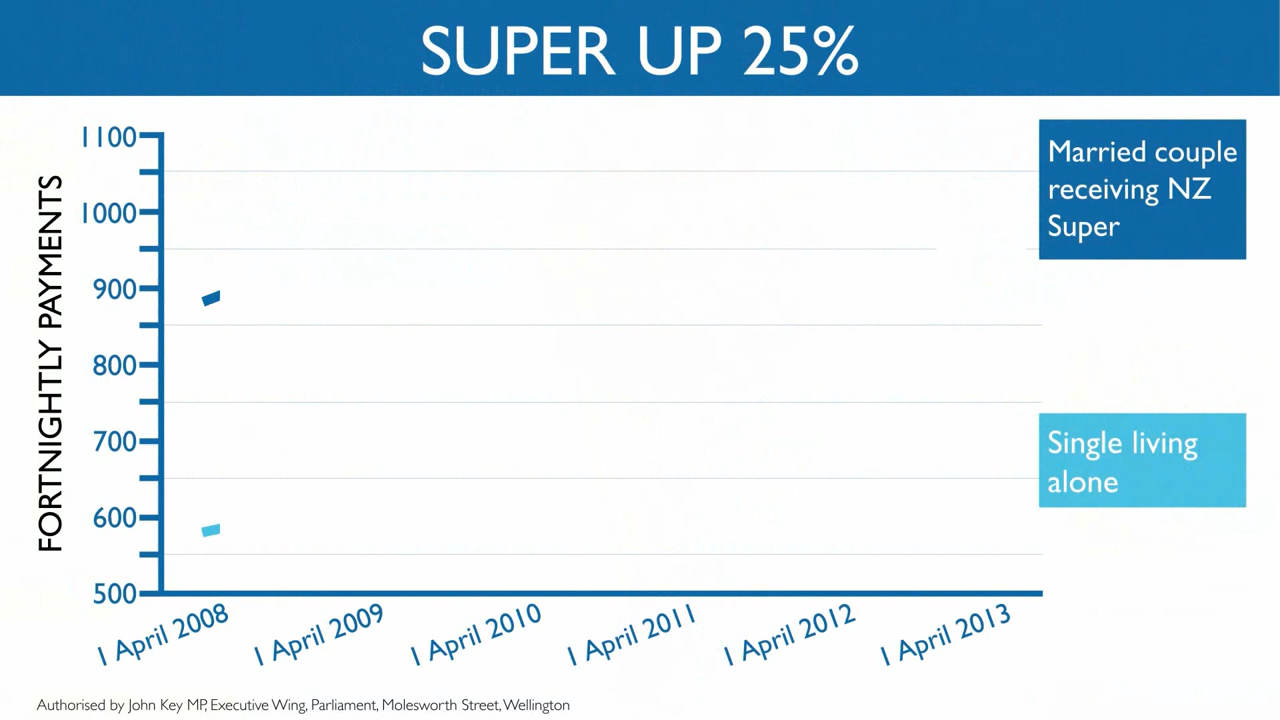 SUPER UP 25%
FORTNIGHTLY PAYMENTS
1100
1000
900
800
700
600
500
1 April 2008
1 April 2009
1 April 2010
1 April 2011
1 April 2012
1 April 2013
Married couple
receiving NZ
Super
Single living
alone
Authorised by John Key MP, Executive Wing, Parliament, Molesworth Street, Wellington